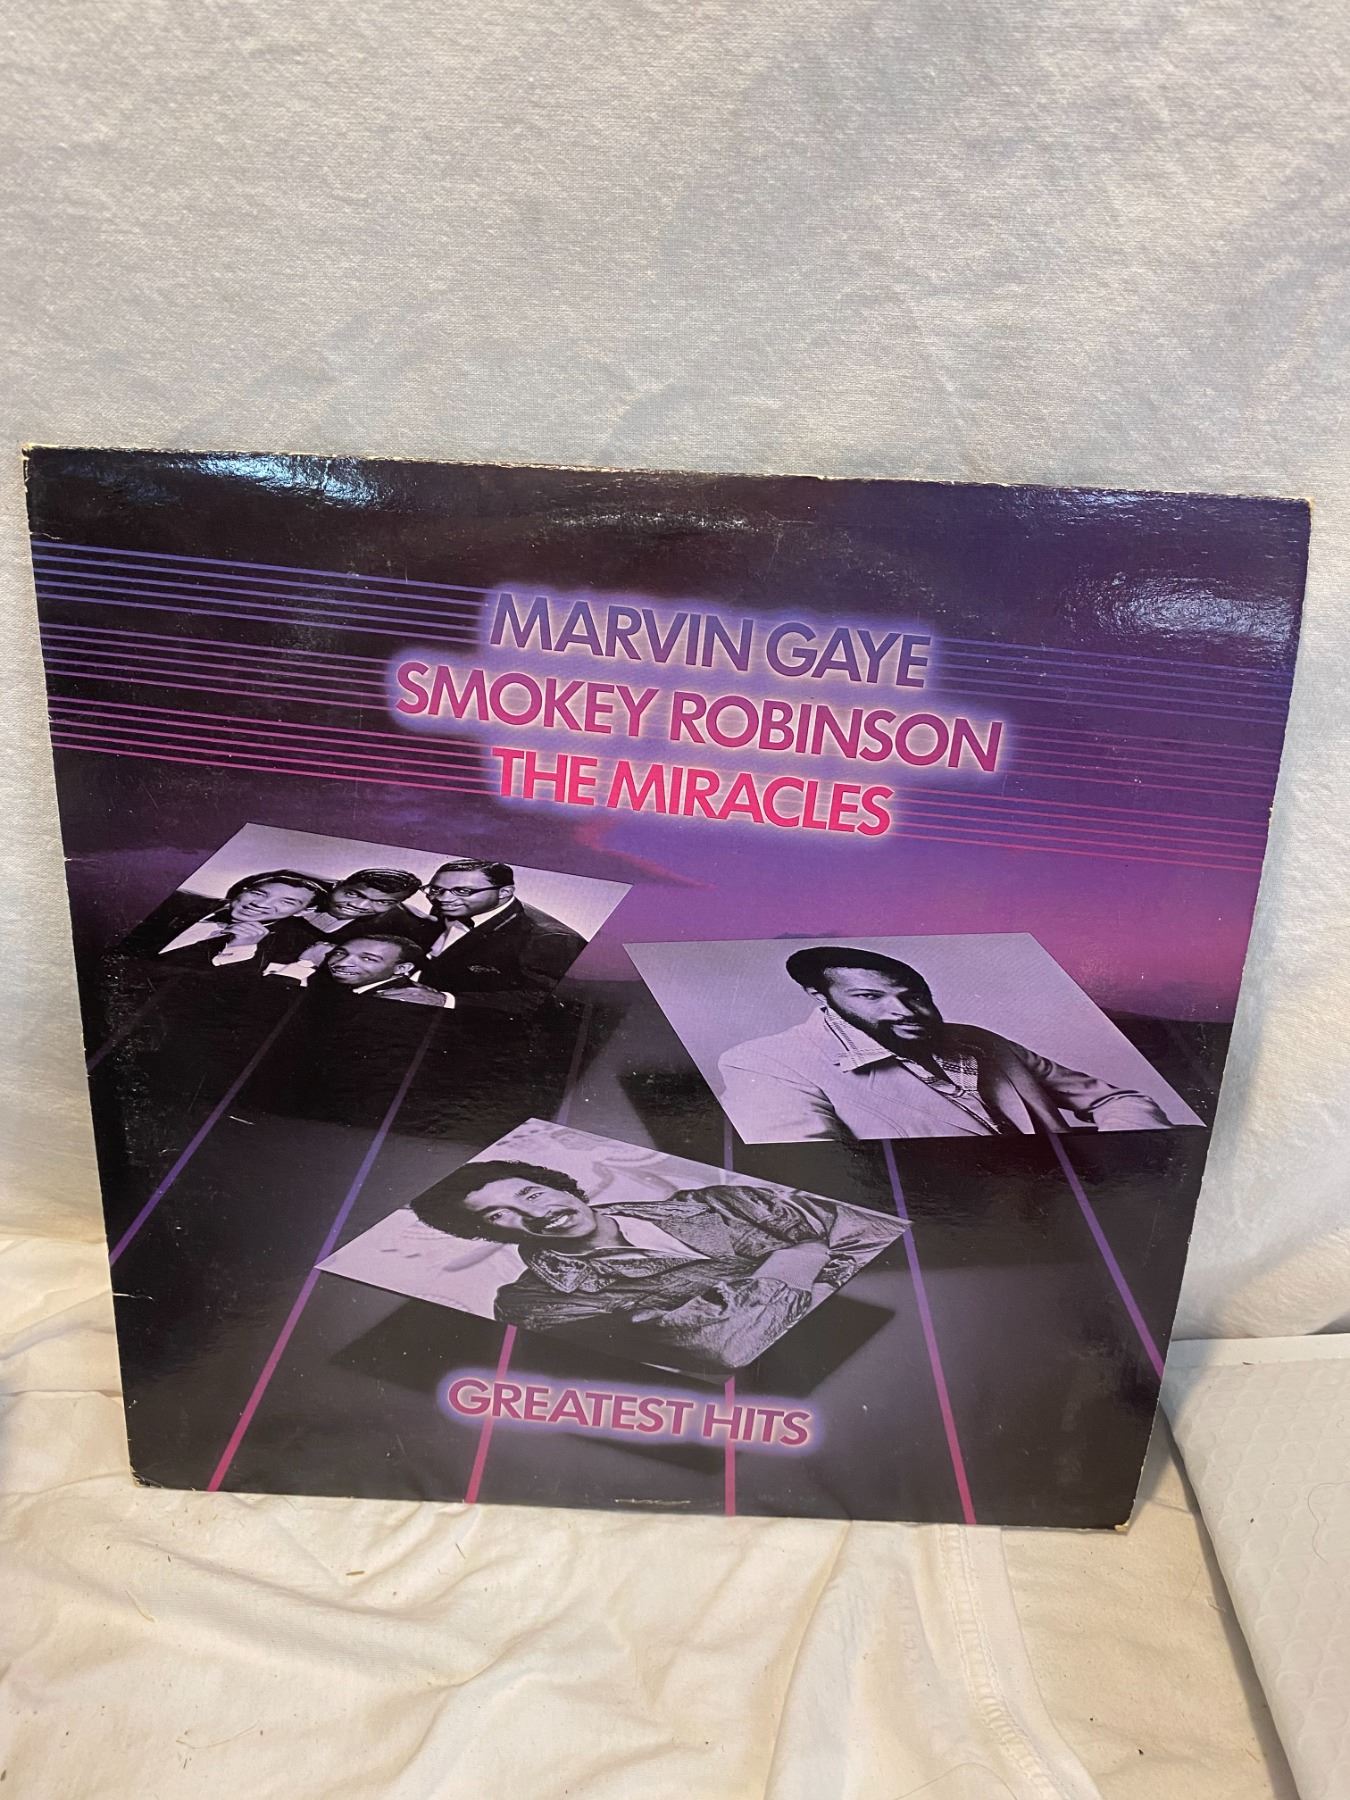 MARVIN GAYE
SMOKEY ROBINSON
THE MIRACLES
GREATEST HITS